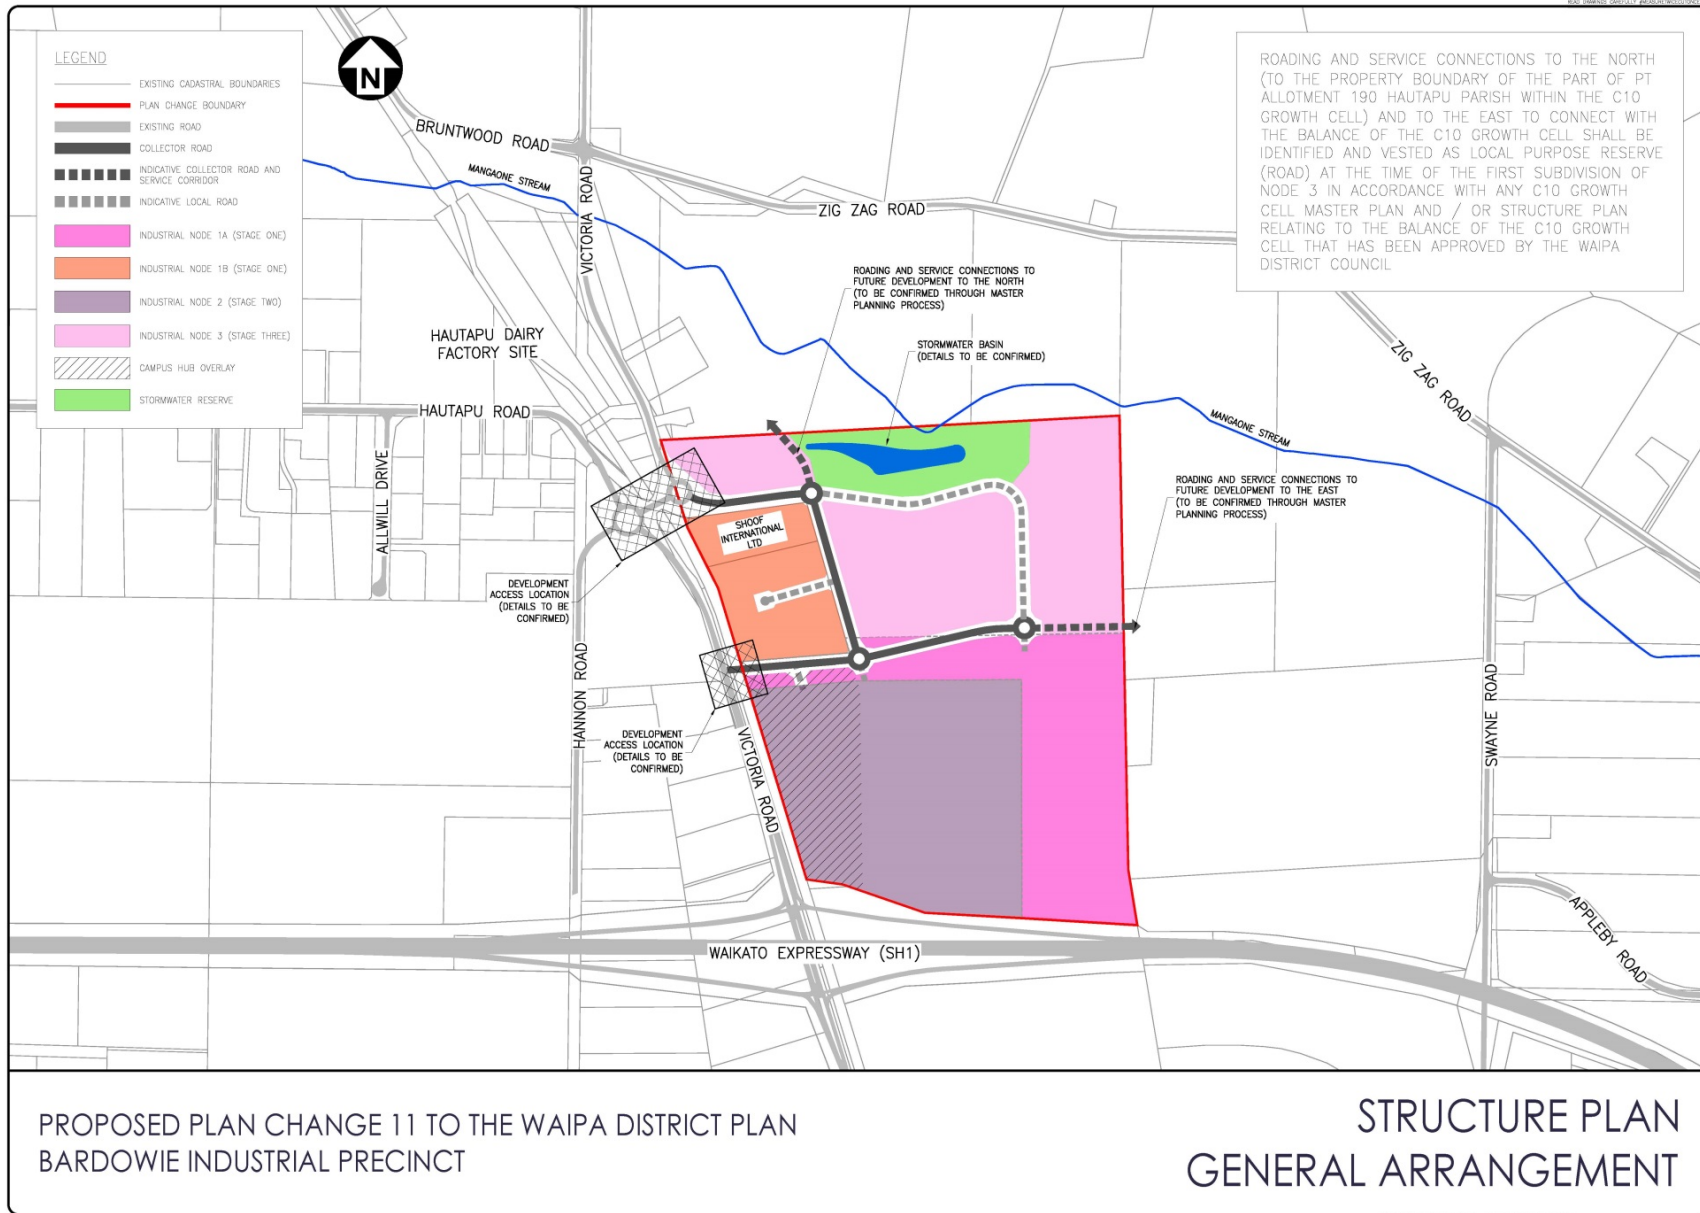 READ DRAWINGS CAREFULLY @MEASURETWICECUTONCE
LEGEND
EXISTING CADASTRAL BOUNDARIES
PLAN CHANGE BOUNDARY
EXISTING ROAD
COLLECTOR ROAD
INDICATIVE COLLECTOR ROAD AND
SERVICE CORRIDOR
INDICATIVE LOCAL ROAD
INDUSTRIAL NODE 1A (STAGE ONE)
INDUSTRIAL NODE 1B (STAGE ONE)
INDUSTRIAL NODE 2 (STAGE TWO)
INDUSTRIAL NODE 3 (STAGE THREE)
CAMPUS HUB OVERLAY
STORMWATER RESERVE
N
ROADING AND SERVICE CONNECTIONS TO THE NORTH
(TO THE PROPERTY BOUNDARY OF THE PART OF PT
ALLOTMENT 190 HAUTAPU PARISH WITHIN THE C10
GROWTH CELL) AND TO THE EAST TO CONNECT WITH
THE BALANCE OF THE C10 GROWTH CELL SHALL BE
IDENTIFIED AND VESTED AS LOCAL PURPOSE RESERVE
(ROAD) AT THE TIME OF THE FIRST SUBDIVISION OF
NODE 3 IN ACCORDANCE WITH ANY C10 GROWTH
CELL MASTER PLAN AND / OR STRUCTURE PLAN
RELATING TO THE BALANCE OF THE C10 GROWTH
CELL THAT HAS BEEN APPROVED BY THE WAIPA
DISTRICT COUNCIL
BRUNTWOOD ROAD
MANGAONE STREAM
VICTORIA ROAD
ZIG ZAG ROAD
ROADING AND SERVICE CONNECTIONS TO
FUTURE DEVELOPMENT TO THE NORTH
(TO BE CONFIRMED THROUGH MASTER
PLANNING PROCESS)
HAUTAPU DAIRY
FACTORY SITE
STORMWATER BASIN
(DETAILS TO BE CONFIRMED)
ZIG ZAG ROAD
HAUTAPU ROAD
MANGAONE STREAM
ALLWILL DRIVE
ROADING AND SERVICE CONNECTIONS TO
FUTURE DEVELOPMENT TO THE EAST
(TO BE CONFIRMED THROUGH MASTER
PLANNING PROCESS)
SHOOF
INTERNATIONAL
LTD
DEVELOPMENT
ACCESS LOCATION
(DETAILS TO BE
CONFIRMED)
HANNON ROAD
SWAYNE ROAD
DEVELOPMENT
ACCESS LOCATION
(DETAILS TO BE
CONFIRMED)
VICTORIA ROAD
APPLEBY ROAD
WAIKATO EXPRESSWAY (SH1)
PROPOSED PLAN CHANGE 11 TO THE WAIPA DISTRICT PLAN
BARDOWIE INDUSTRIAL PRECINCT
STRUCTURE PLAN
GENERAL ARRANGEMENT